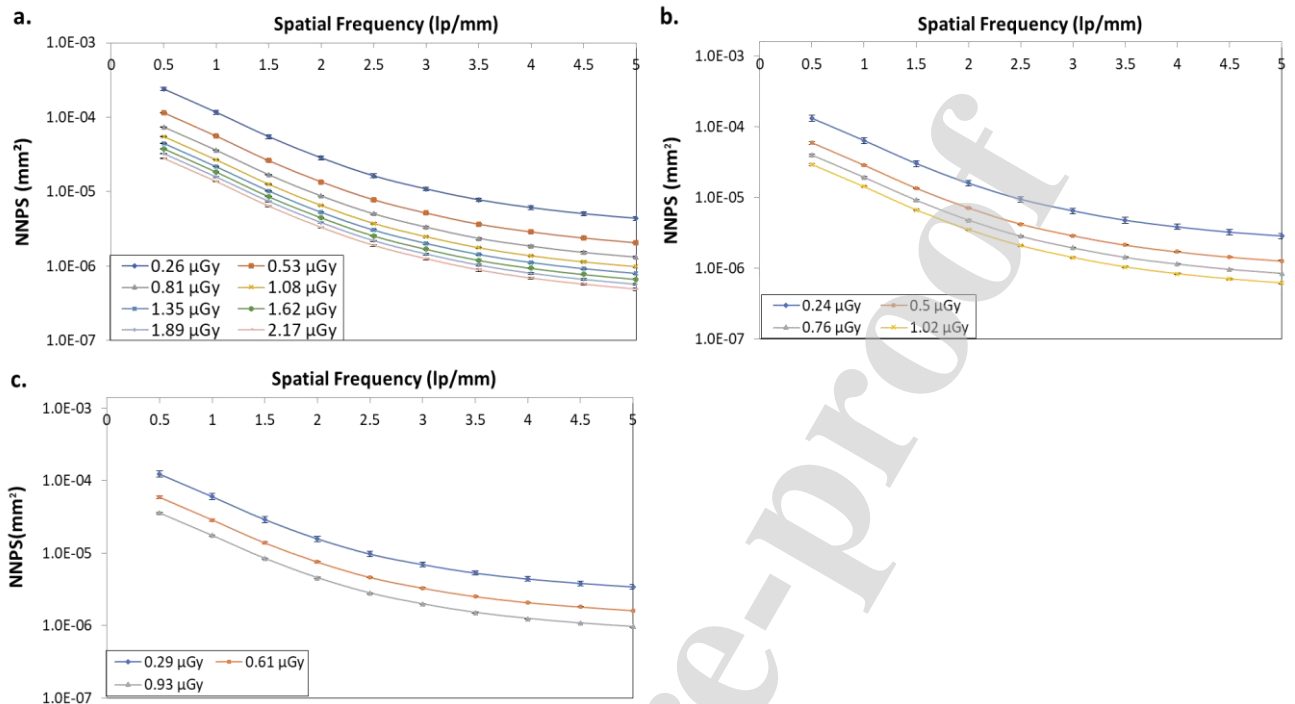 a.
Spatial Frequency (lp/mm)
1.0E-03
0 0.5 1 1.5 2 2.5 3 3.5 4 4.5 5
1.0E-04
1.0E-05
1.0E-06
1.0E-07
NNPS (mm²)
0.26 µGy 0.53 µGy
0.81 µGy 1.08 µGy
1.35 µGy 1.62 µGy
1.89 µGy 2.17 µGy
b.
Spatial Frequency (lp/mm)
1.0E-03
0 0.5 1 1.5 2 2.5 3 3.5 4 4.5 5
1.0E-04
1.0E-05
1.0E-06
1.0E-07
NNPS (mm²)
0.24 µGy 0.5 µGy
0.76 µGy 1.02 µGy
c.
Spatial Frequency (lp/mm)
1.0E-03
0 0.5 1 1.5 2 2.5 3 3.5 4 4.5 5
1.0E-04
1.0E-05
1.0E-06
1.0E-07
NNPS(mm²)
0.29 µGy 0.61 µGy
0.93 µGy
re-proof